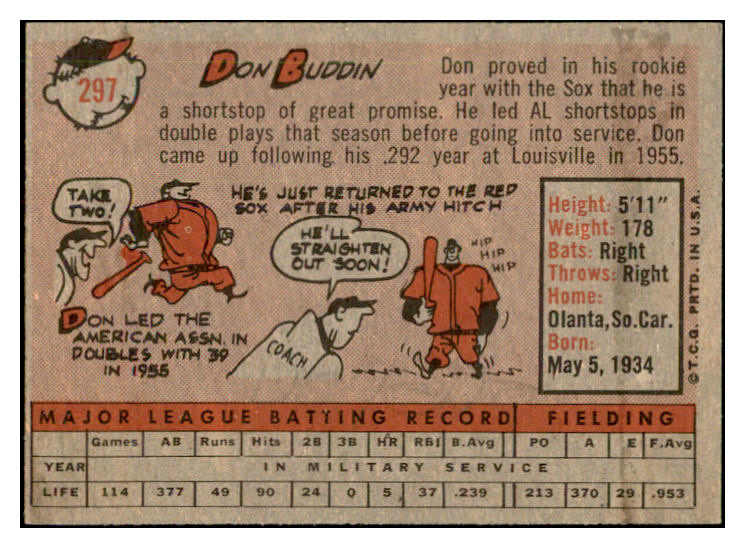 297
DON BUDDIN
Don proved in his rookie
year with the Sox that he is
a shortstop of great promise. He led AL shortstops in
double plays that season before going into service. Don
came up following his .292 year at Louisville in 1955.
TAKE
TWO!
HE'S JUST RETURNED TO THE RED
SOX AFTER HIS ARMY HITCH
HE'LL
STRAIGHTEN
OUT SOON!
HIP
HIP
HIP
COACH
DON LED THE
AMERICAN ASSN. IN
DOUBLES WITH 39
IN 1955
Height: 5'11"
Weight: 178
Bats: Right
Throws: Right
Home:
Olanta, So. Car.
Born:
May 5, 1934
© T.C.G. PRTD. IN U.S.A.
MAJOR LEAGUE BATTING RECORD FIELDING
Games AB Runs Hits 2B 3B HR RBI B.Avg PO A E F.Avg
YEAR IN MILITARY SERVICE
LIFE 114 377 49 90 24 0 5 37 .239 213 370 29 .953